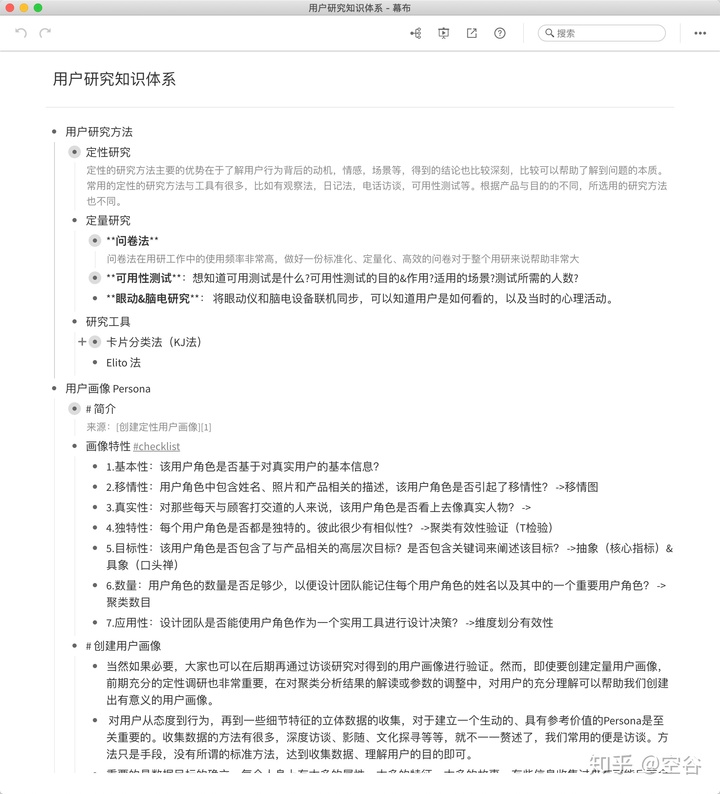 用户研究知识体系 - 幕布
搜索
用户研究知识体系
用户研究方法
定性研究
定性的研究方法主要的优势在于了解用户行为背后的动机，情感，场景等，得到的结论也比较深刻，比较可以帮助了解到问题的本质。
常用的定性的研究方法与工具有很多，比如有观察法，日记法，电话访谈，可用性测试等。根据产品与目的的不同，所选用的研究方法
也不同。
定量研究
**问卷法**
问卷法在用研工作中的使用频率非常高，做好一份标准化、定量化、高效的问卷对于整个用研来说帮助非常大
**可用性测试**：想知道可用测试是什么?可用性测试的目的&作用?适用的场景?测试所需的人数?
**眼动&脑电研究**： 将眼动仪和脑电设备联机同步，可以知道用户是如何看的，以及当时的心理活动。
研究工具
卡片分类法（KJ法）
Elito 法
用户画像 Persona
# 简介
来源：[创建定性用户画像][1]
画像特性 #checklist
1.基本性：该用户角色是否基于对真实用户的基本信息？
2.移情性：用户角色中包含姓名、照片和产品相关的描述，该用户角色是否引起了移情性？ ->移情图
3.真实性：对那些每天与顾客打交道的人来说，该用户角色是否看上去像真实人物？ ->
4.独特性：每个用户角色是否都是独特的。彼此很少有相似性？ ->聚类有效性验证（T检验）
5.目标性：该用户角色是否包含了与产品相关的高层次目标？是否包含关键词来阐述该目标？ ->抽象（核心指标）&
具象（口头禅）
6.数量：用户角色的数量是否足够少，以便设计团队能记住每个用户角色的姓名以及其中的一个重要用户角色？ ->
聚类数目
7.应用性：设计团队是否能使用户角色作为一个实用工具进行设计决策？ ->维度划分有效性
# 创建用户画像
当然如果必要，大家也可以在后期再通过访谈研究对得到的用户画像进行验证。然而，即使要创建定量用户画像，
前期充分的定性调研也非常重要，在对聚类分析结果的解读或参数的调整中，对用户的充分理解可以帮助我们创建
出有意义的用户画像。
对用户从态度到行为，再到一些细节特征的立体数据的收集，对于建立一个生动的、具有参考价值的Persona是至
关重要的。收集数据的方法有很多，深度访谈、影随、文化探寻等等，就不一一赘述了，我们常用的便是访谈。方
法只是手段，没有所谓的标准方法，达到收集数据、理解用户的目的即可。
知乎 @空谷